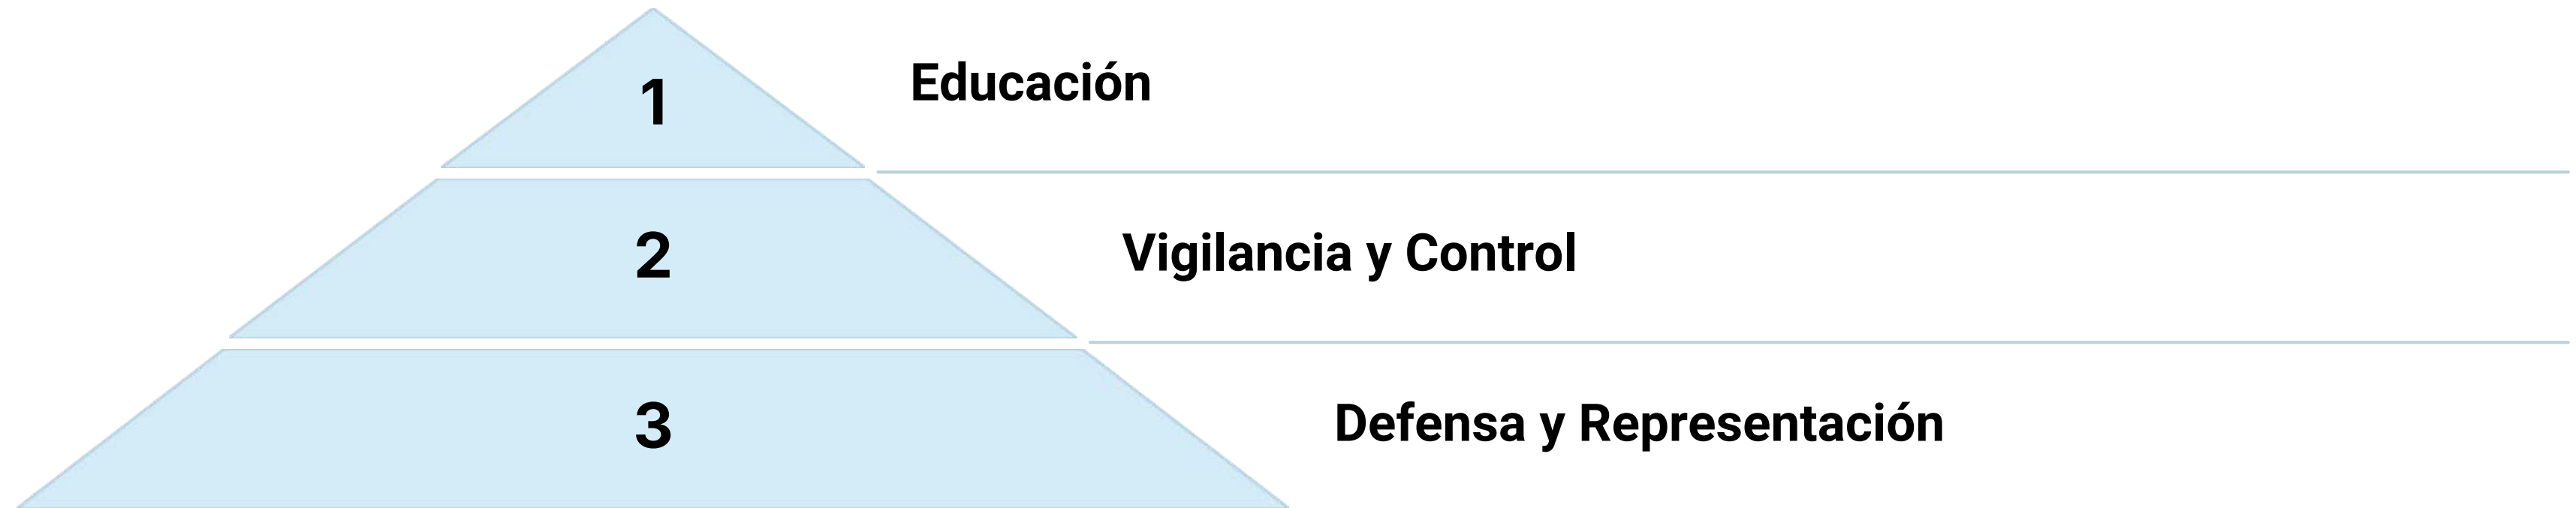 1
Educación
2
Vigilancia y Control
3
Defensa y Representación